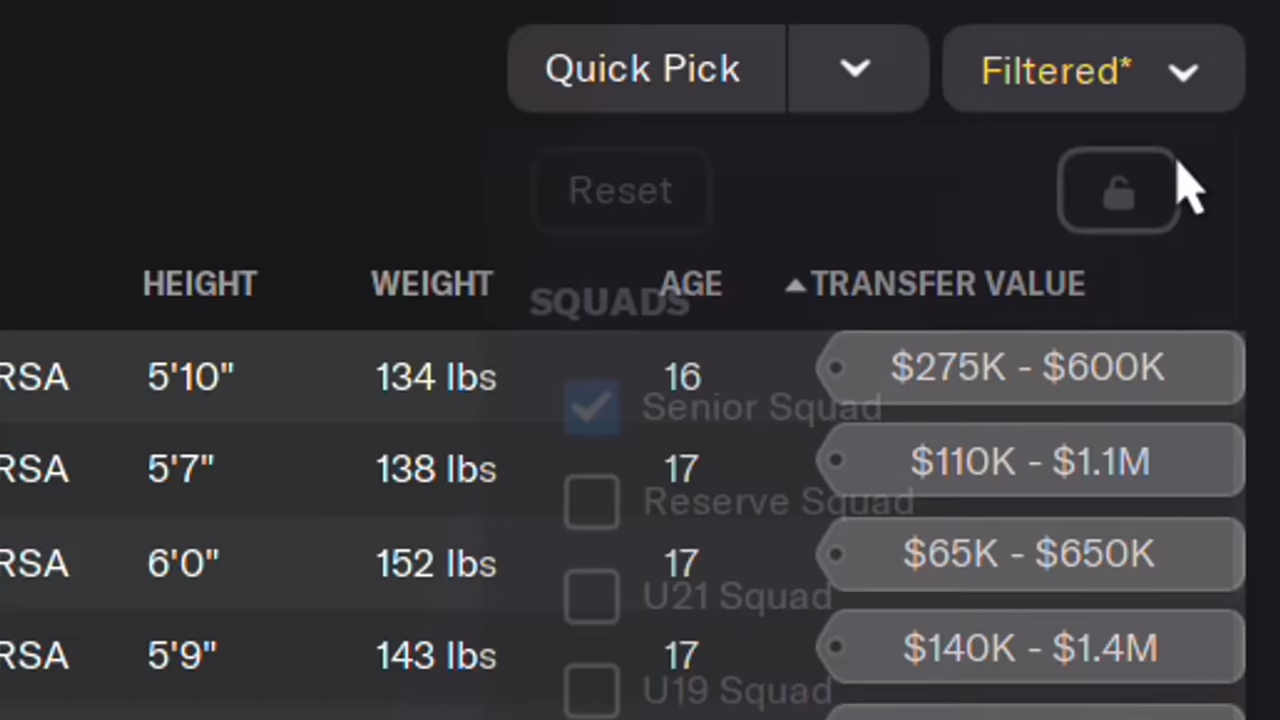 Quick Pick Filtered*
Reset
HEIGHT WEIGHT AGE TRANSFER VALUE
SQUADS
RSA 5'10" 134 lbs 16 $275K - $600K
Senior Squad
RSA 5'7" 138 lbs 17 $110K - $1.1M
Reserve Squad
RSA 6'0" 152 lbs 17 $65K - $650K
U21 Squad
RSA 5'9" 143 lbs 17 $140K - $1.4M
U19 Squad